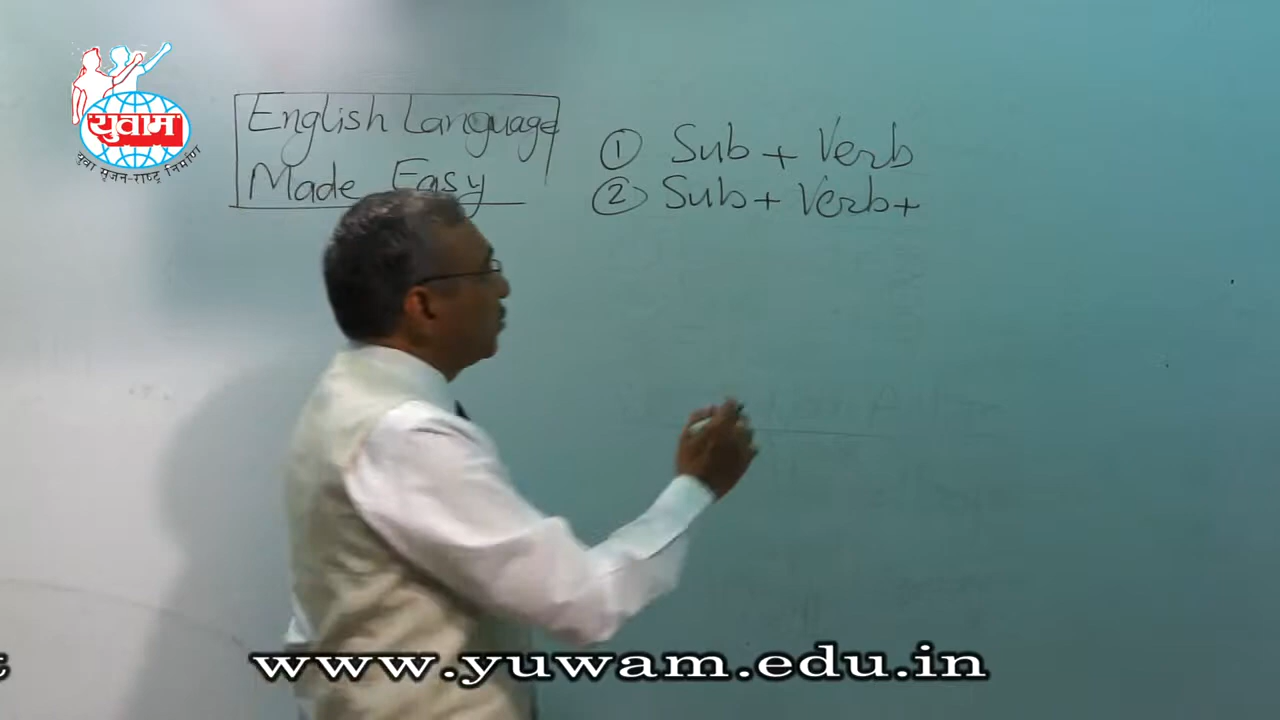 युवाम
युवा सृजन-राष्ट्र निर्माण
English Language
Made Easy
① Sub + Verb
② Sub + Verb +
www.yuwam.edu.in